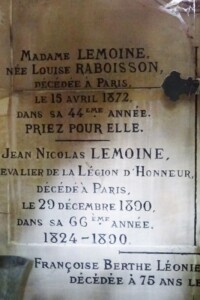 Madame LEMOINE,
NÉE Louise RABOISSON,
DÉCÉDÉE A PARIS,
LE 15 AVRIL 1872,
DANS SA 44ÈME ANNÉE.
PRIEZ POUR ELLE.
Jean Nicolas LEMOINE,
EVALIER DE LA LÉGION D'HONNEUR,
DÉCÉDÉ A PARIS,
LE 29 DÉCEMBRE 1890,
DANS SA 66ÈME ANNÉE.
1824-1890.
FRANÇOISE BERTHE LÉONIE
DÉCÉDÉE À 75 ANS LE